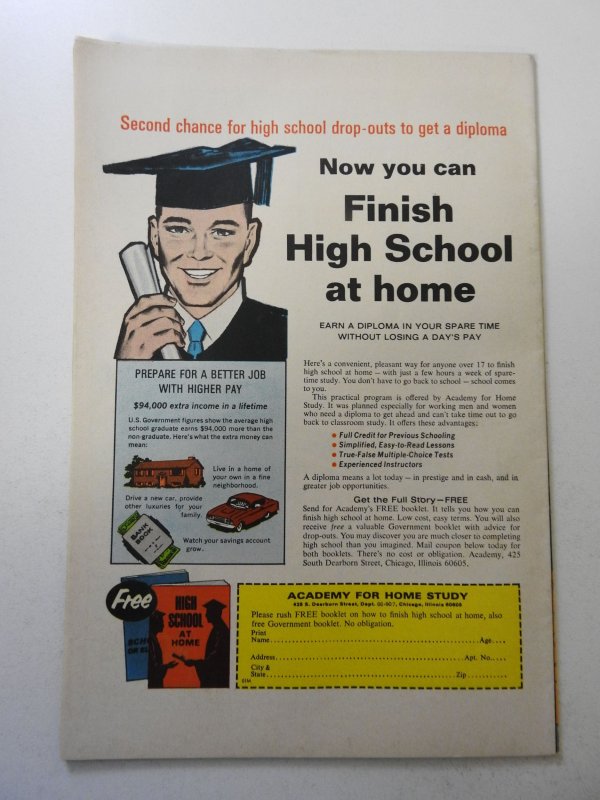 Second chance for high school drop-outs to get a diploma
Now you can
Finish
High School
at home
EARN A DIPLOMA IN YOUR SPARE TIME
WITHOUT LOSING A DAY'S PAY
PREPARE FOR A BETTER JOB
WITH HIGHER PAY
$94,000 extra income in a lifetime
U.S. Government figures show the average high
school graduate earns $94,000 more than the
non-graduate. Here's what the extra money can
mean:
Live in a home of
your own in a fine
neighborhood.
Drive a new car, provide
other luxuries for your
family.
BANK
BOOK
Watch your savings account
grow.
Here's a convenient, pleasant way for anyone over 17 to finish
high school at home — with just a few hours a week of spare-
time study. You don't have to go back to school — school comes
to you.
This practical program is offered by Academy for Home
Study. It was planned especially for working men and women
who need a diploma to get ahead and can't take time out to go
back to classroom study. It offers these advantages:
• Full Credit for Previous Schooling
• Simplified, Easy-to-Read Lessons
• True-False Multiple-Choice Tests
• Experienced Instructors
A diploma means a lot today — in prestige and in cash, and in
greater job opportunities.
Get the Full Story—FREE
Send for Academy's FREE booklet. It tells you how you can
finish high school at home. Low cost, easy terms. You will also
receive free a valuable Government booklet with advice for
drop-outs. You may discover you are much closer to completing
high school than you imagined. Mail coupon below today for
both booklets. There's no cost or obligation. Academy, 425
South Dearborn Street, Chicago, Illinois 60605.
Free
HIGH
SCHOOL
AT
HOME
SCH
OR EL
ACADEMY FOR HOME STUDY
425 S. Dearborn Street, Dept. Chicago, Illinois 60605
Please rush FREE booklet on how to finish high school at home, also
free Government booklet. No obligation.
Print
Name Age
Address Apt. No.
City &
State Zip